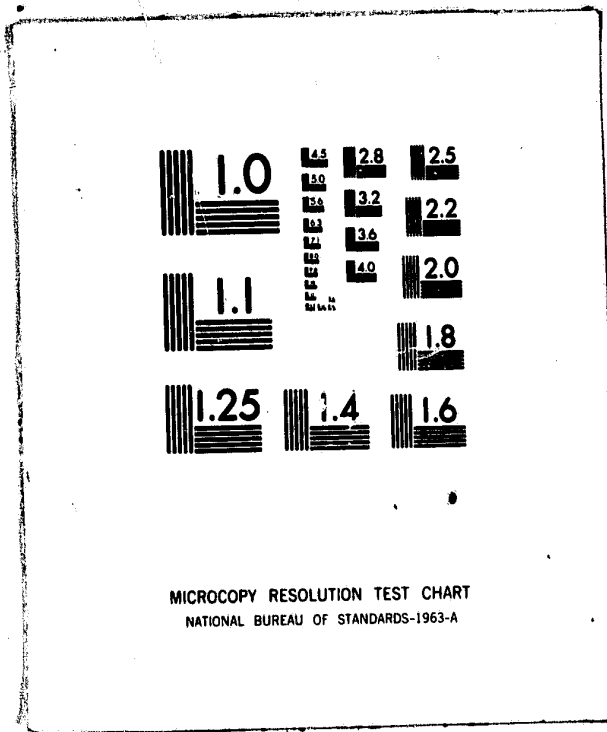 1.0 4.5 2.8 2.5
5.0
5.6 3.2 2.2
6.3
7.1 3.6
1.1 4.0 2.0
1.8
1.25 1.4 1.6
MICROCOPY RESOLUTION TEST CHART
NATIONAL BUREAU OF STANDARDS-1963-A